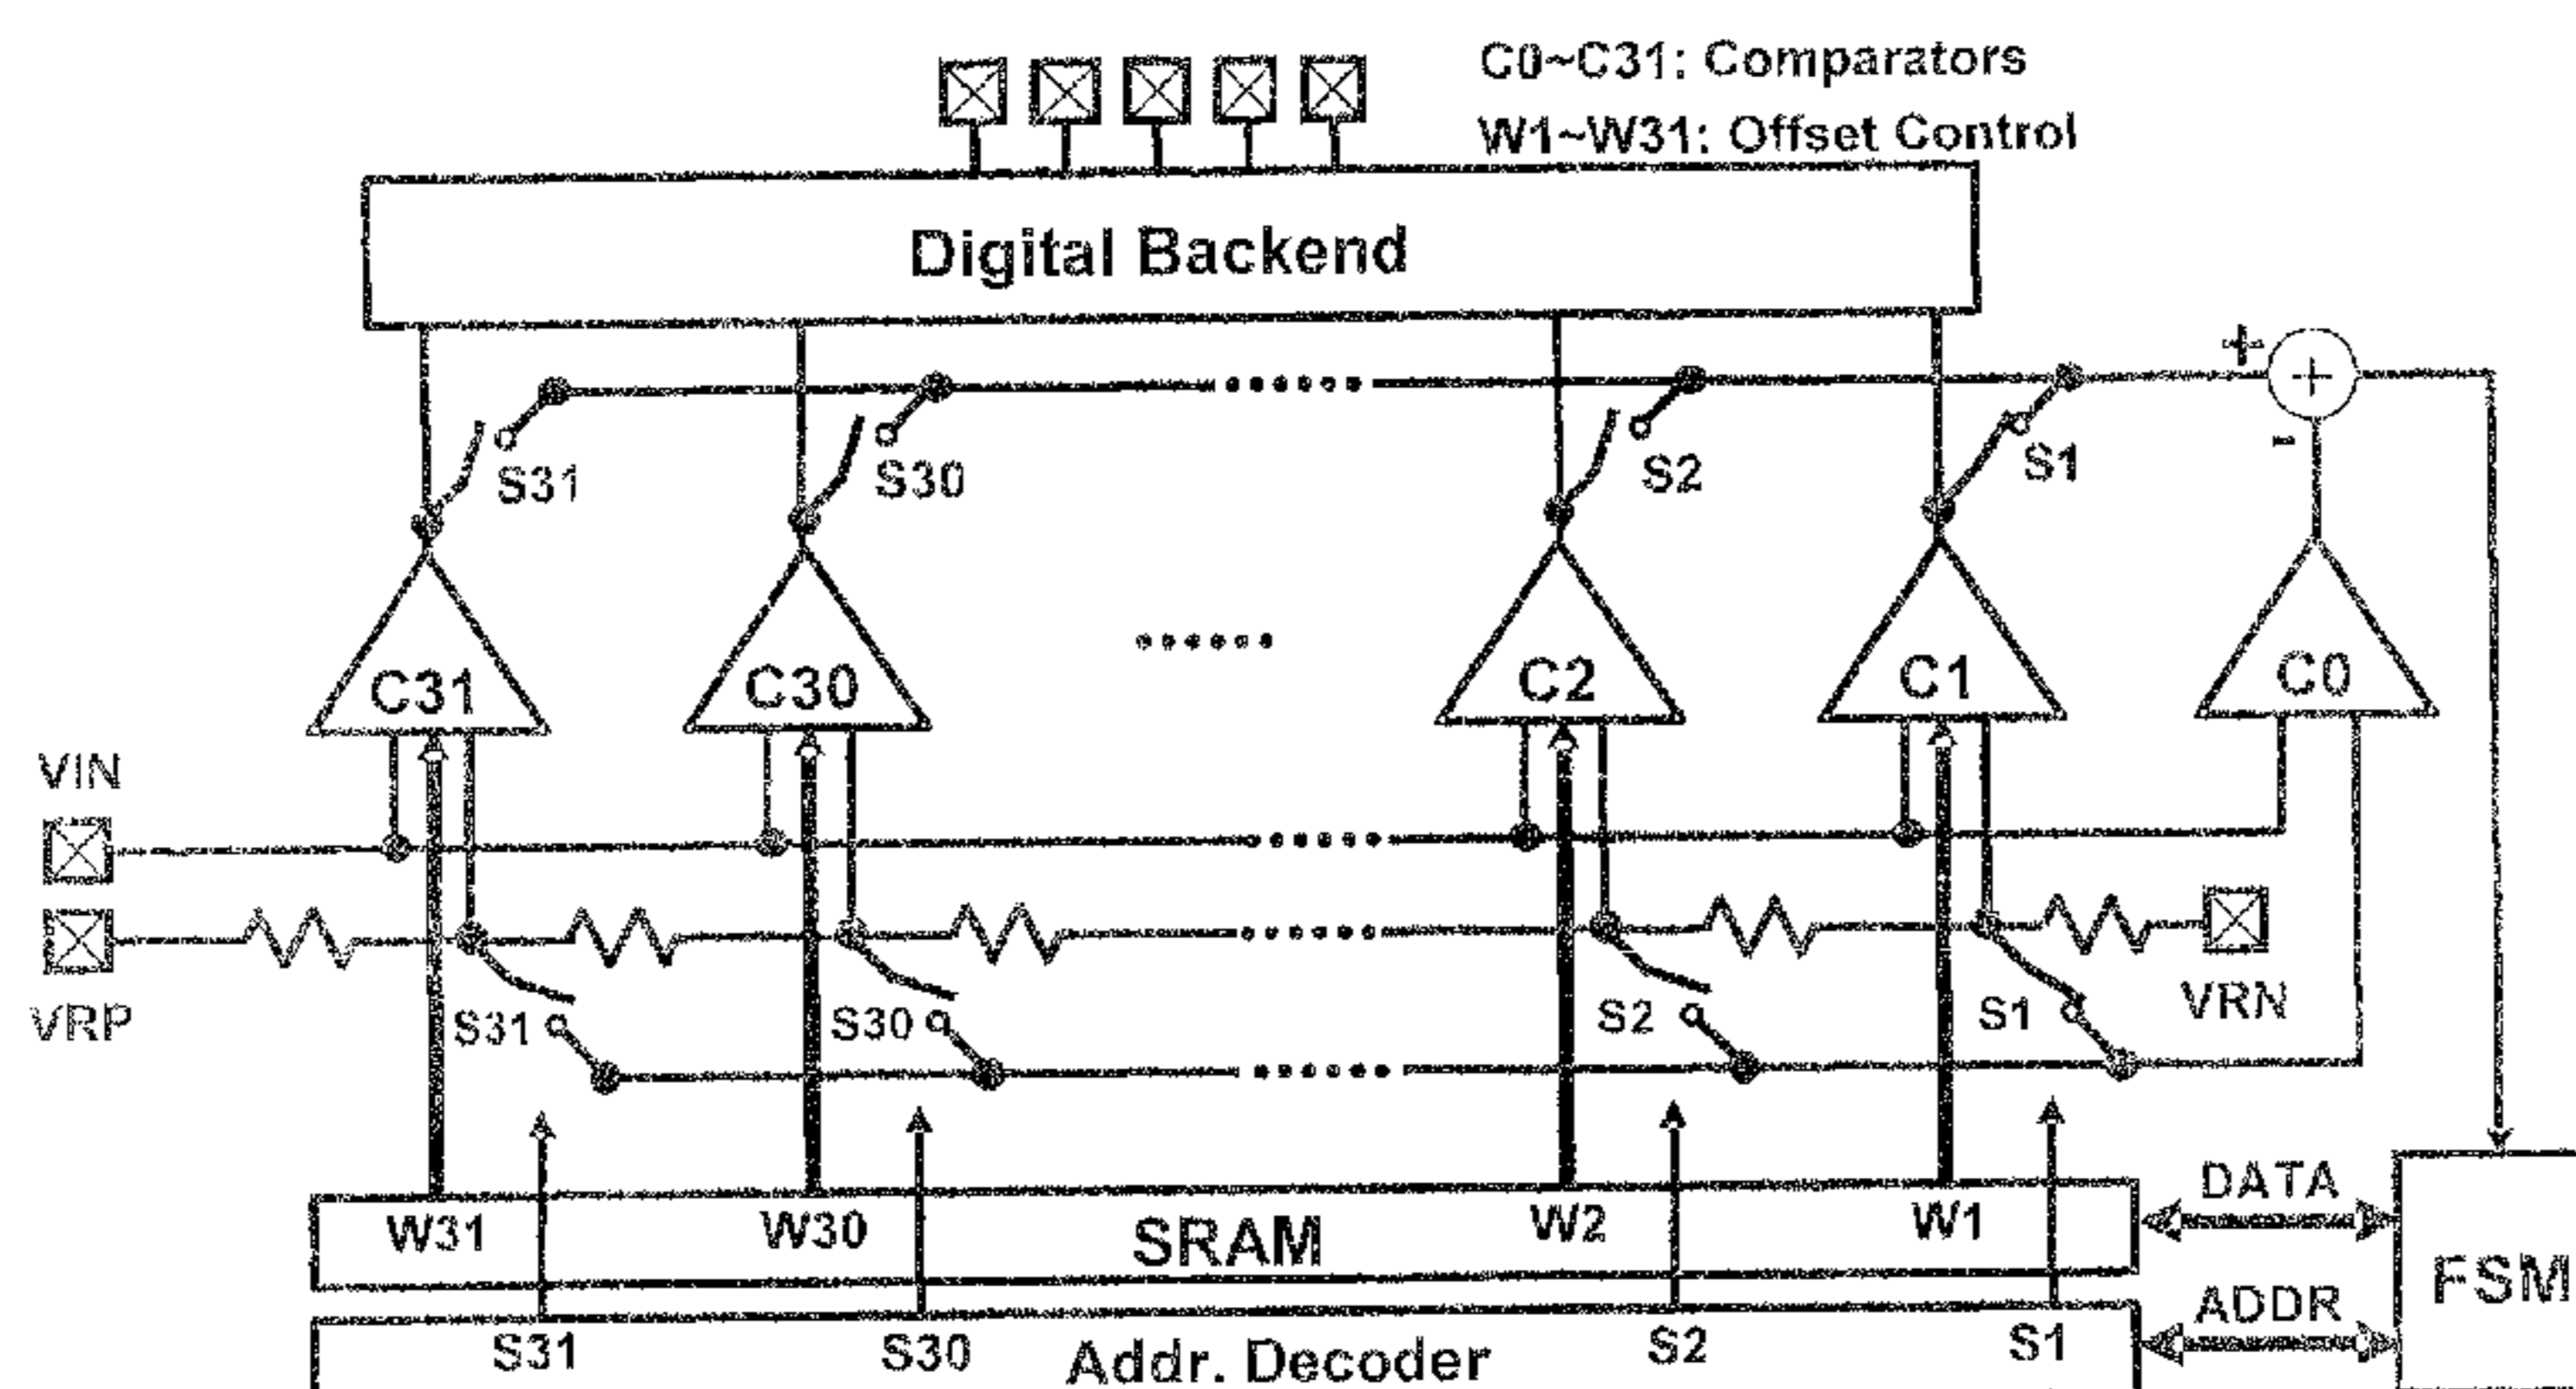 C0~C31: Comparators
W1~W31: Offset Control
Digital Backend
S31
S30
S2
S1
C31
C30
C2
C1
C0
VIN
VRP
S31
S30
S2
S1
VRN
W31
W30
SRAM
W2
W1
DATA
ADDR
FSM
S31
S30
Addr. Decoder
S2
S1